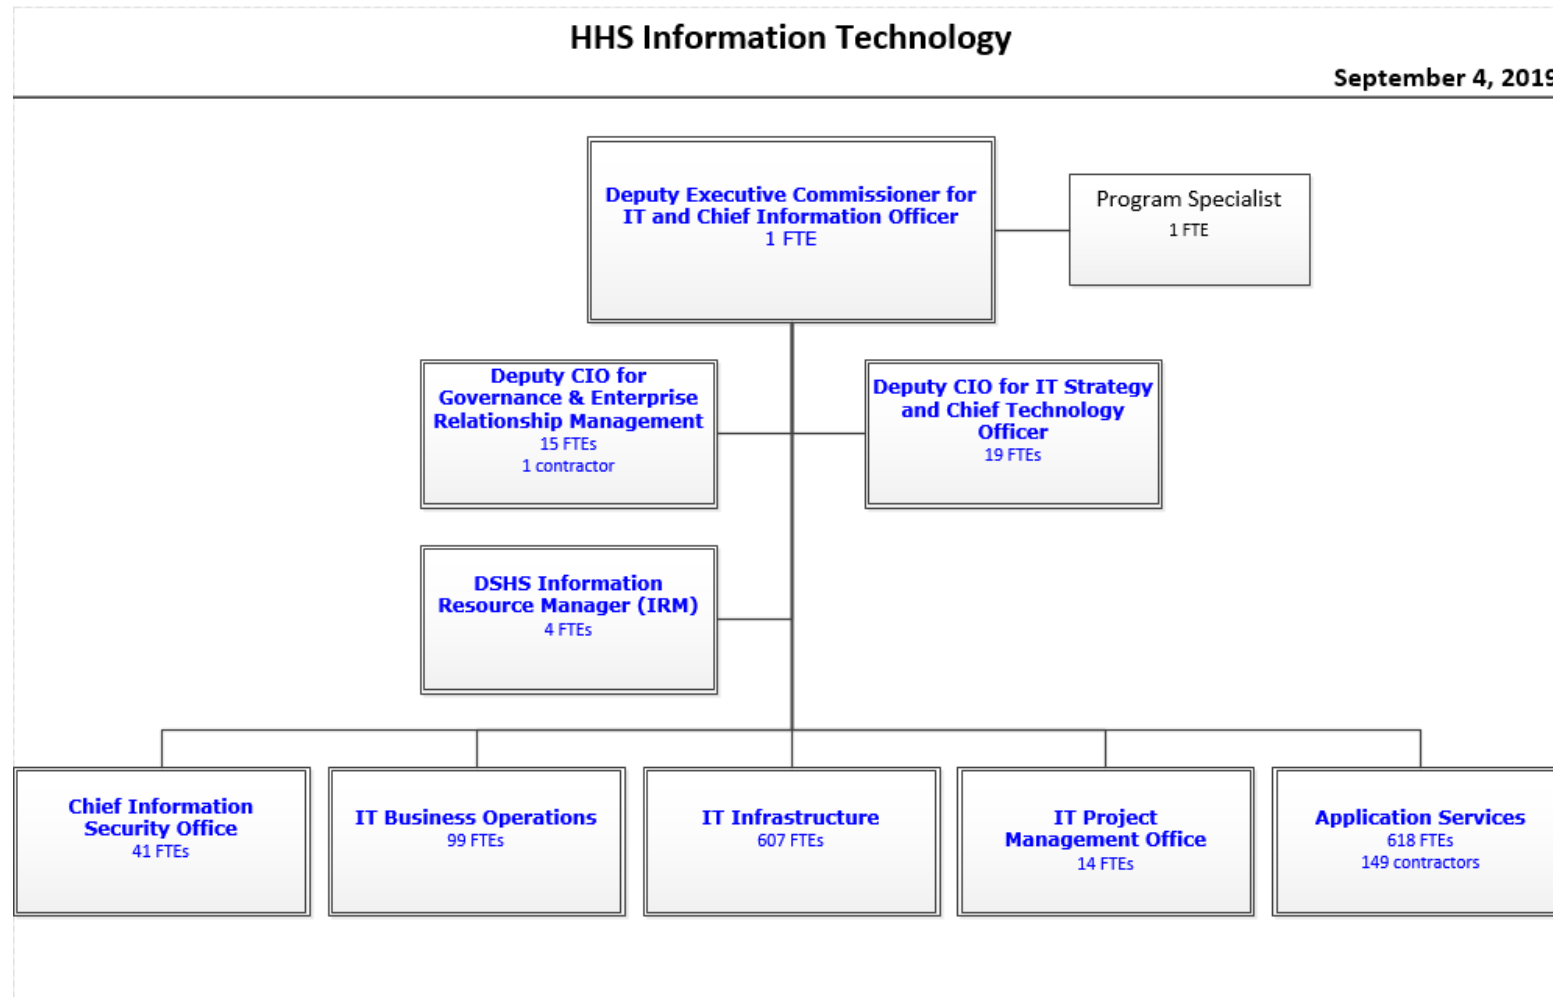 HHS Information Technology
September 4, 2019
Deputy Executive Commissioner for
IT and Chief Information Officer
1 FTE
Program Specialist
1 FTE
Deputy CIO for
Governance & Enterprise
Relationship Management
15 FTEs
1 contractor
Deputy CIO for IT Strategy
and Chief Technology
Officer
19 FTEs
DSHS Information
Resource Manager (IRM)
4 FTEs
Chief Information
Security Office
41 FTEs
IT Business Operations
99 FTEs
IT Infrastructure
607 FTEs
IT Project
Management Office
14 FTEs
Application Services
618 FTEs
149 contractors